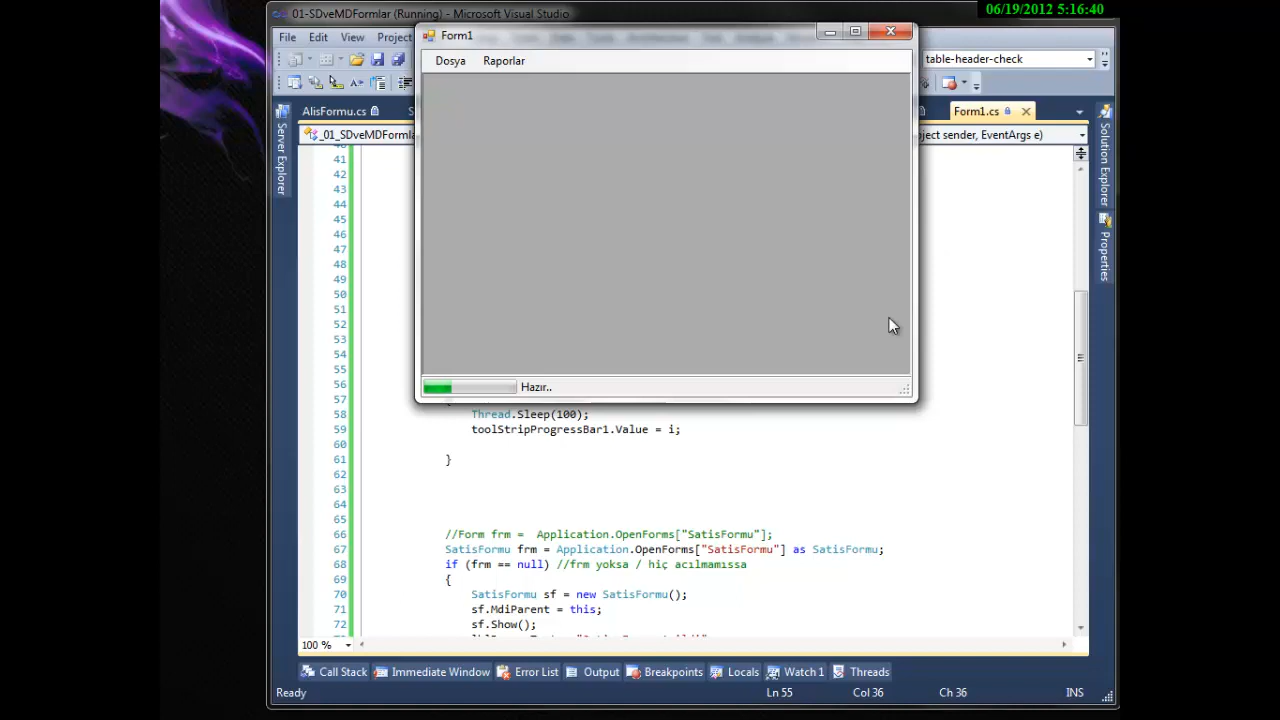 06/19/2012 5:16:40
01-SDveMDFormlar (Running) - Microsoft Visual Studio
File Edit View Project
Form1
Dosya Raporlar
table-header-check
AlisFormu.cs
Form1.cs
_01_SDveMDFormla
ject sender, EventArgs e)
Server Explorer
Solution Explorer
Properties
41
42
43
44
45
46
47
48
49
50
51
52
53
54
55
56
57
Hazır..
58 Thread.Sleep(100);
59 toolStripProgressBar1.Value = i;
60
61 }
62
63
64
65
66 //Form frm = Application.OpenForms["SatisFormu"];
67 SatisFormu frm = Application.OpenForms["SatisFormu"] as SatisFormu;
68 if (frm == null) //frm yoksa / hiç acılmamıssa
69 {
70 SatisFormu sf = new SatisFormu();
71 sf.MdiParent = this;
72 sf.Show();
100 %
Call Stack Immediate Window Error List Output Breakpoints Locals Watch 1 Threads
Ready Ln 55 Col 36 Ch 36 INS